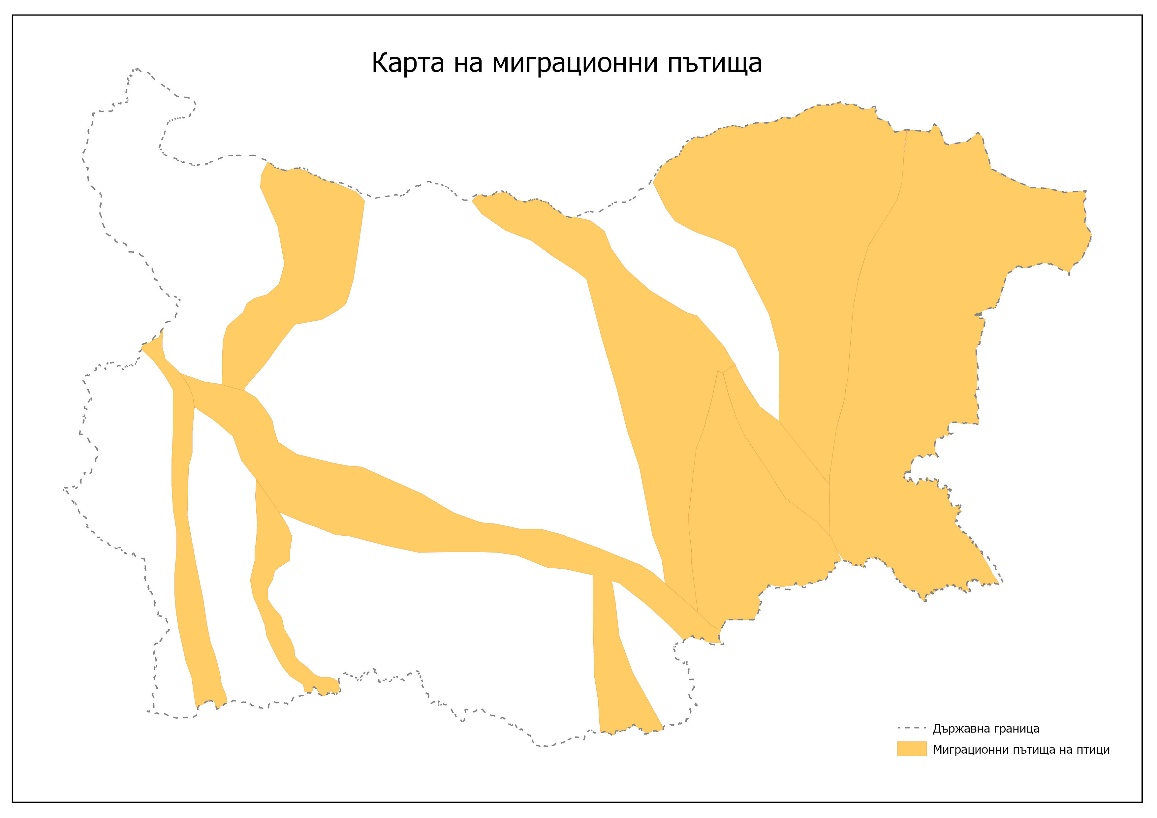 Карта на миграционни пътища
Държавна граница
Миграционни пътища на птици